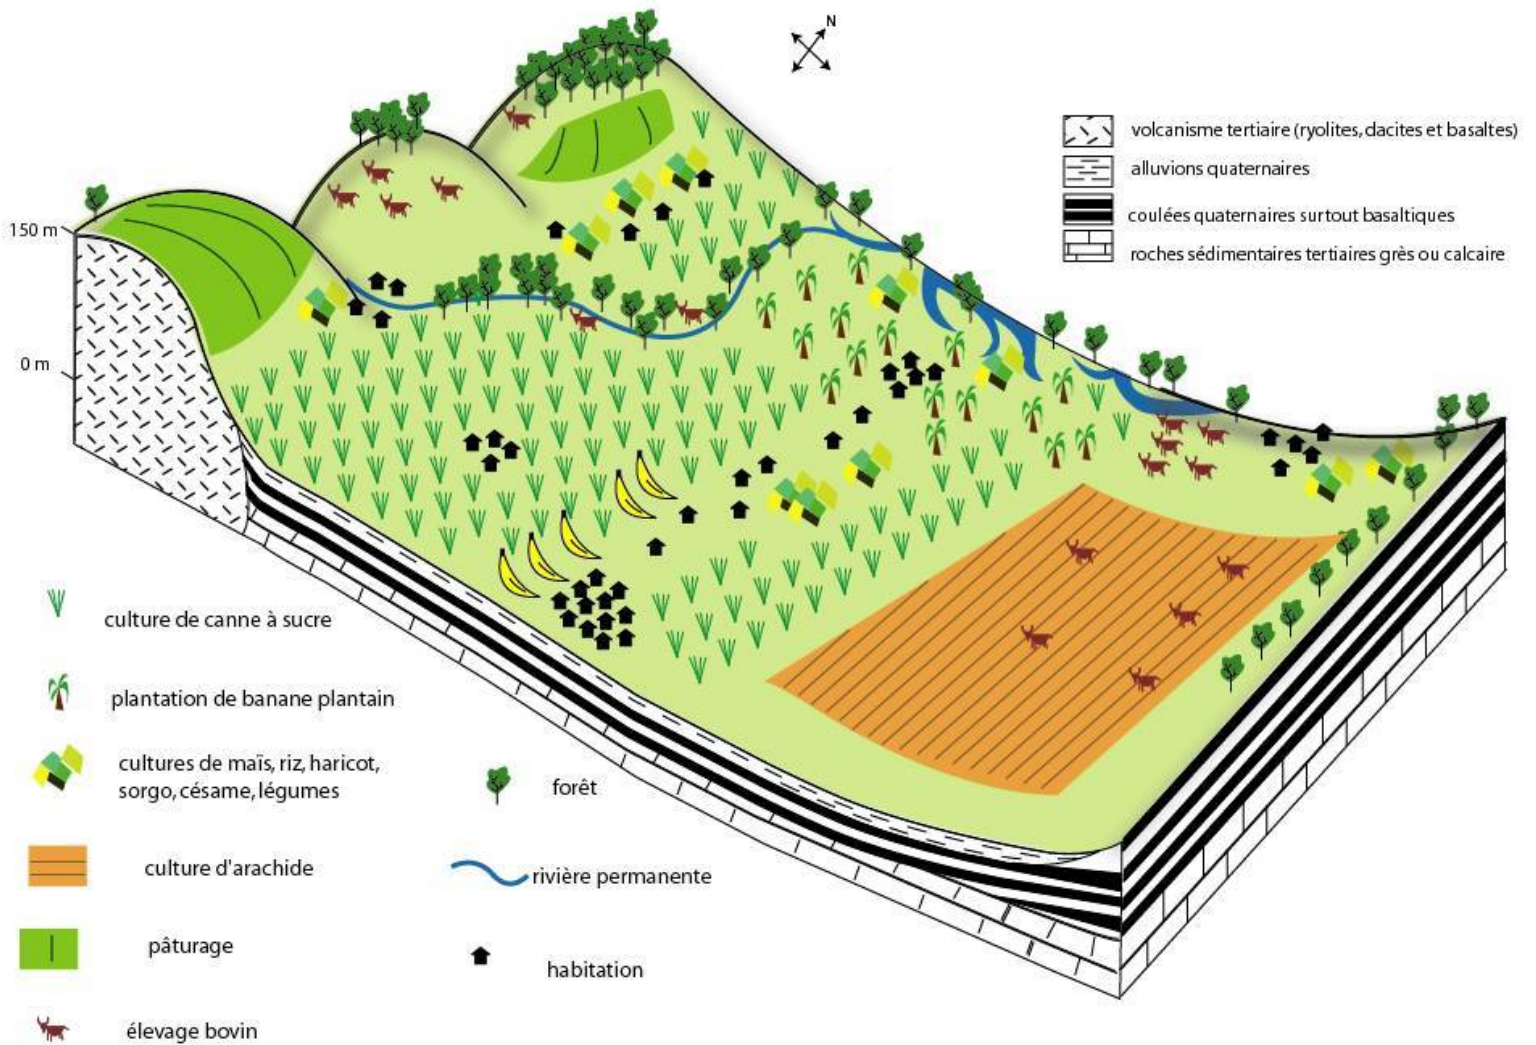 N
volcanisme tertiaire (ryolites, dacites et basaltes)
alluvions quaternaires
coulées quaternaires surtout basaltiques
roches sédimentaires tertiaires grès ou calcaire
150 m
0 m
culture de canne à sucre
plantation de banane plantain
cultures de maïs, riz, haricot,
sorgo, césame, légumes
culture d'arachide
pâturage
élevage bovin
forêt
rivière permanente
habitation